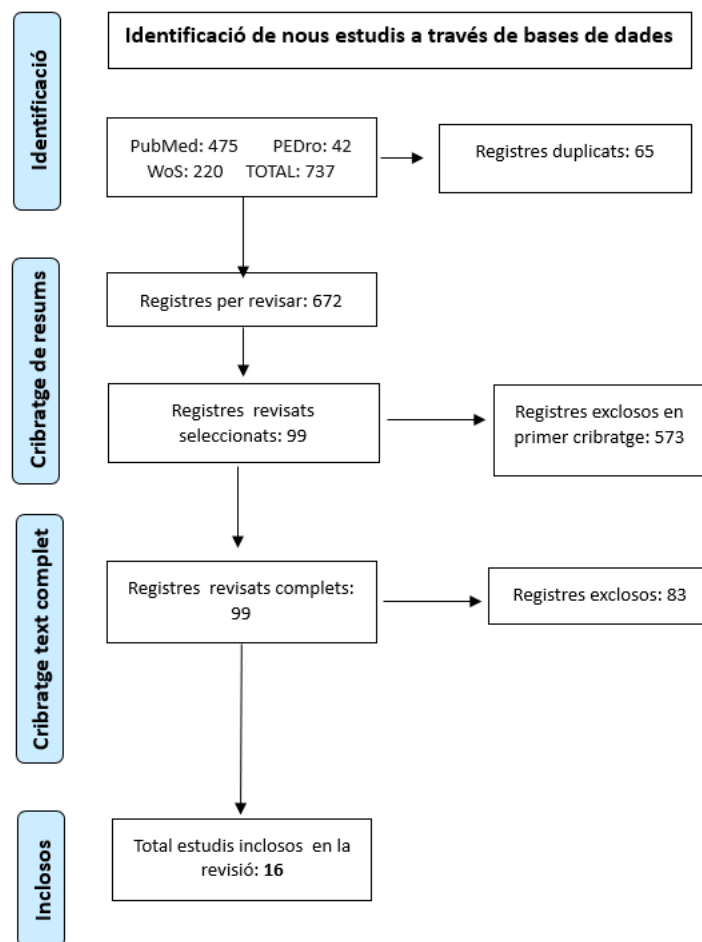 Identificació de nous estudis a través de bases de dades
Identificació
PubMed: 475 PEDro: 42
WoS: 220 TOTAL: 737
Registres duplicats: 65
Cribratge de resums
Registres per revisar: 672
Registres revisats
seleccionats: 99
Registres exclosos en
primer cribratge: 573
Cribratge text complet
Registres revisats complets:
99
Registres exclosos: 83
Inclosos
Total estudis inclosos en la
revisió: 16